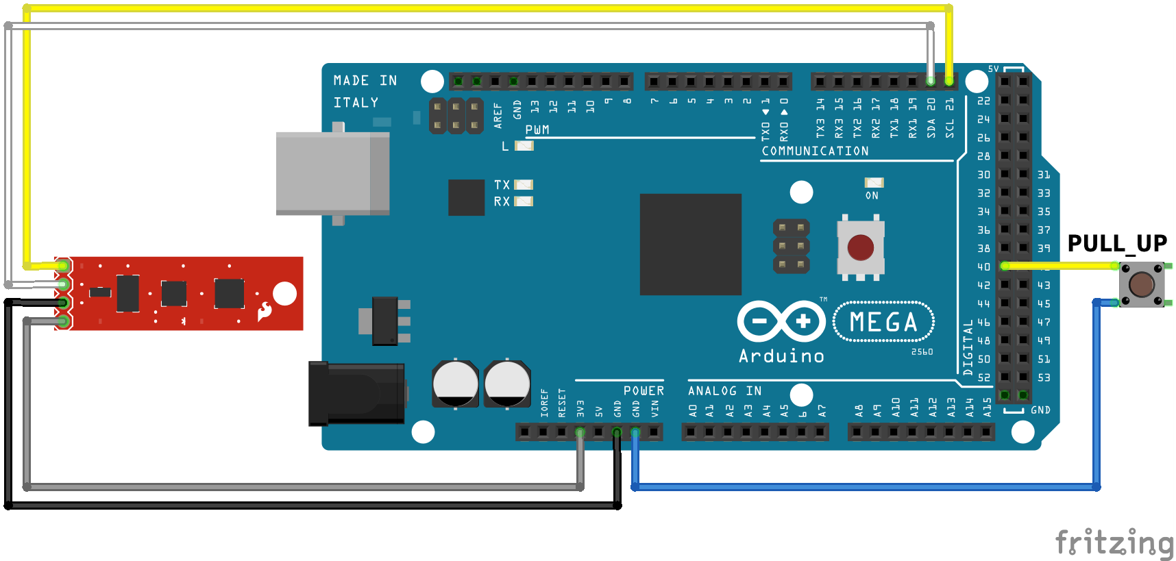 MADE IN
ITALY
AREF
GND
13
12
11
10
9
8
7
6
5
4
3
2
TX0 1
RX0 0
TX3 14
RX3 15
TX2 16
RX2 17
TX1 18
RX1 19
SDA 20
SCL 21
PWM
COMMUNICATION
L
TX
RX
ON
5V
22
24
26
28
30 31
32 33
34 35
36 37
38 39
40
42 43
44 45
46 47
48 49
50 51
52 53
GND
DIGITAL
PULL_UP
TM
MEGA
2560
Arduino
POWER
ANALOG IN
IOREF
RESET
3V3
5V
GND
GND
VIN
A0
A1
A2
A3
A4
A5
6
A7
A8
A9
A10
A11
A12
A13
A14
A15
fritzing